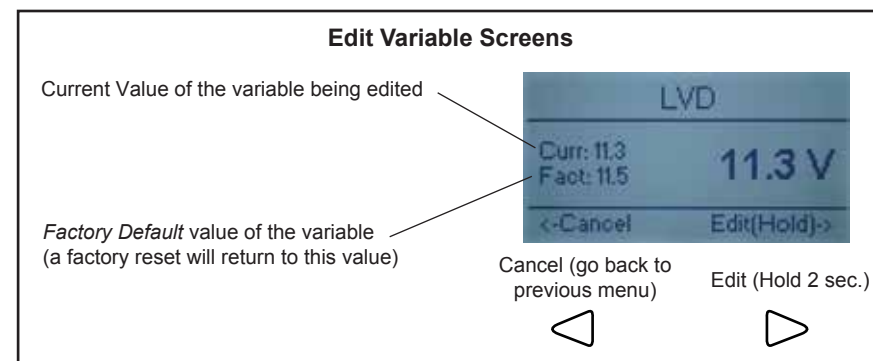 Edit Variable Screens
Current Value of the variable being edited
LVD
Curr: 11.3
Fact: 11.5
11.3 V
Factory Default value of the variable
(a factory reset will return to this value)
<-Cancel
Edit(Hold)->
Cancel (go back to
previous menu)
Edit (Hold 2 sec.)